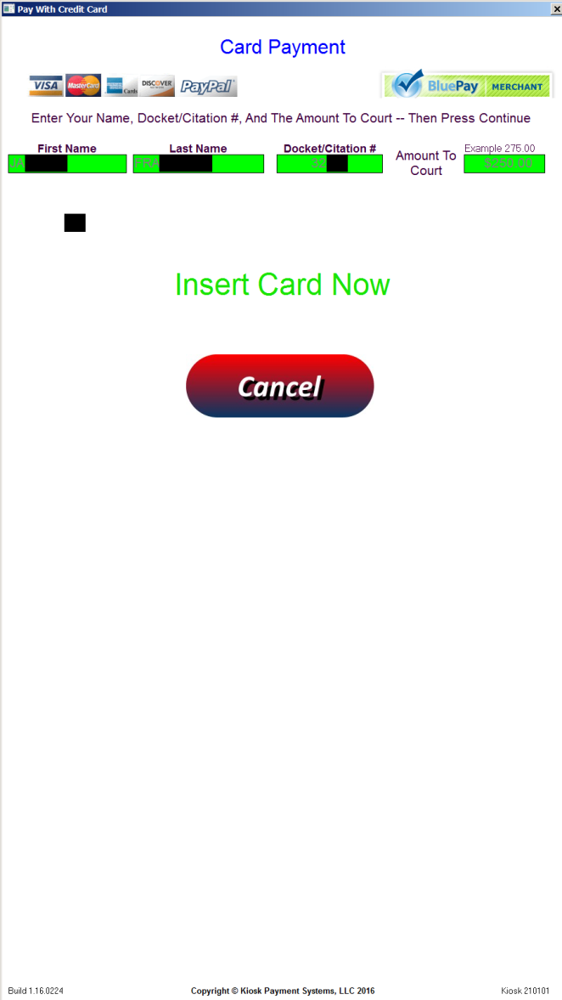 Pay With Credit Card
Card Payment
VISA MasterCard AMERICAN EXPRESS Cards DISCOVER NETWORK PayPal
BluePay MERCHANT
Enter Your Name, Docket/Citation #, And The Amount To Court -- Then Press Continue
First Name Last Name Docket/Citation # Amount To Court Example 275.00
JA FRA 32 $250.00
Insert Card Now
Cancel
Build 1.16.0224 Copyright © Kiosk Payment Systems, LLC 2016 Kiosk 210101